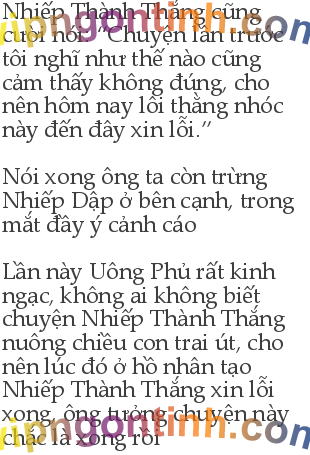 Nhiếp Thành Thắng cũng
cười nói: “Chuyện lần trước
tôi nghĩ như thế nào cũng
cảm thấy không đúng, cho
nên hôm nay lôi thằng nhóc
này đến đây xin lỗi.”
Nói xong ông ta còn trừng
Nhiếp Dập ở bên cạnh, trong
mắt đầy ý cảnh cáo
Lần này Uông Phủ rất kinh
ngạc, không ai không biết
chuyện Nhiếp Thành Thắng
nuông chiều con trai út, cho
nên lúc đó ở hồ nhân tạo
Nhiếp Thành Thắng xin lỗi
xong, ông tưởng chuyện này
chắc là xong rồi
vipngontinh.com
vipngontinh.com